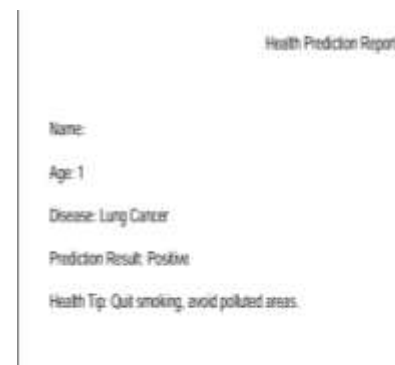 Health Prediction Report
Name:
Age: 1
Disease: Lung Cancer
Prediction Result: Positive
Health Tip: Quit smoking, avoid polluted areas.